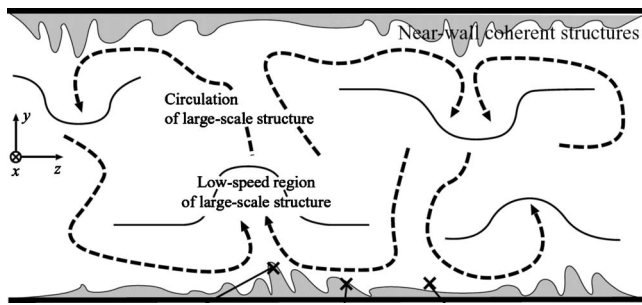 Near-wall coherent structures
Circulation
of large-scale structure
y
x
z
Low-speed region
of large-scale structure